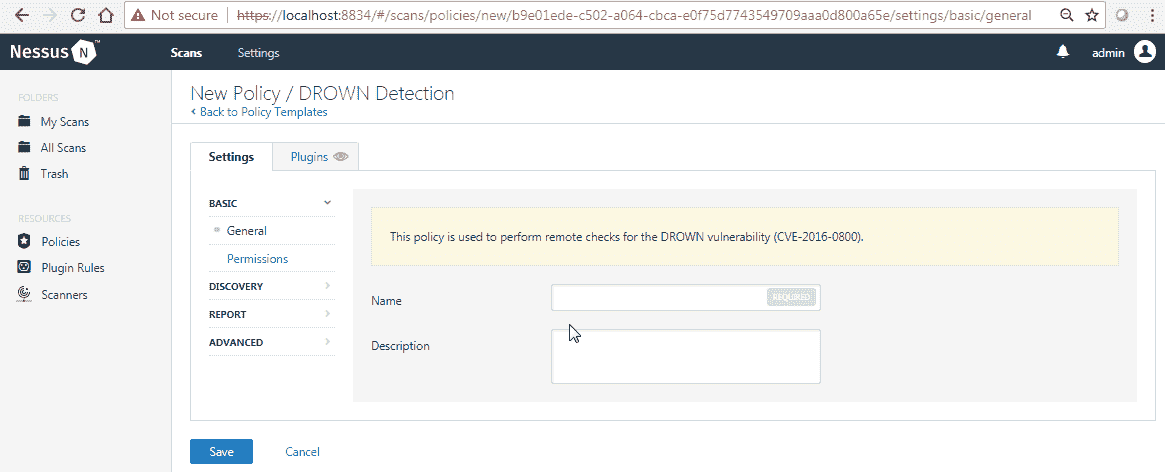 Not secure https://localhost:8834/#/scans/policies/new/b9e01ede-c502-a064-cbca-e0f75d7743549709aaa0d800a65e/settings/basic/general
Nessus N ™ Scans Settings admin
FOLDERS
My Scans
All Scans
Trash
RESOURCES
Policies
Plugin Rules
Scanners
New Policy / DROWN Detection
Back to Policy Templates
Settings Plugins
BASIC
General
Permissions
DISCOVERY
REPORT
ADVANCED
This policy is used to perform remote checks for the DROWN vulnerability (CVE-2016-0800).
Name REQUIRED
Description
Save Cancel